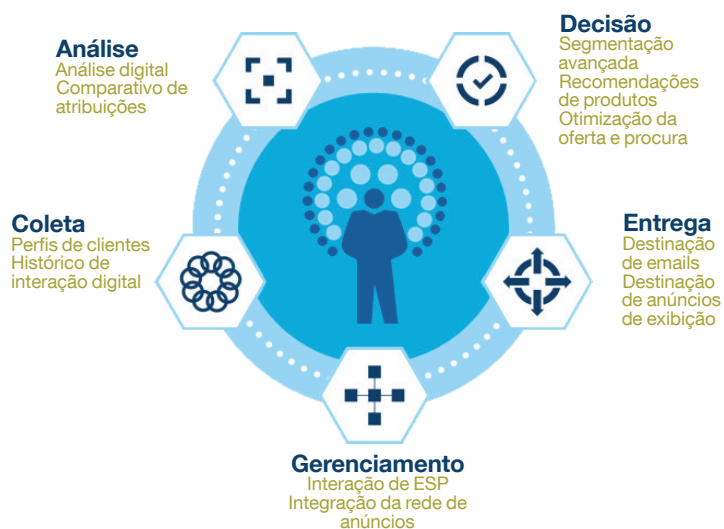 Análise
Análise digital
Comparativo de
atribuições
Decisão
Segmentação
avançada
Recomendações
de produtos
Otimização da
oferta e procura
Coleta
Perfis de clientes
Histórico de
interação digital
Entrega
Destinação
de emails
Destinação
de anúncios
de exibição
Gerenciamento
Interação de ESP
Integração da rede de
anúncios